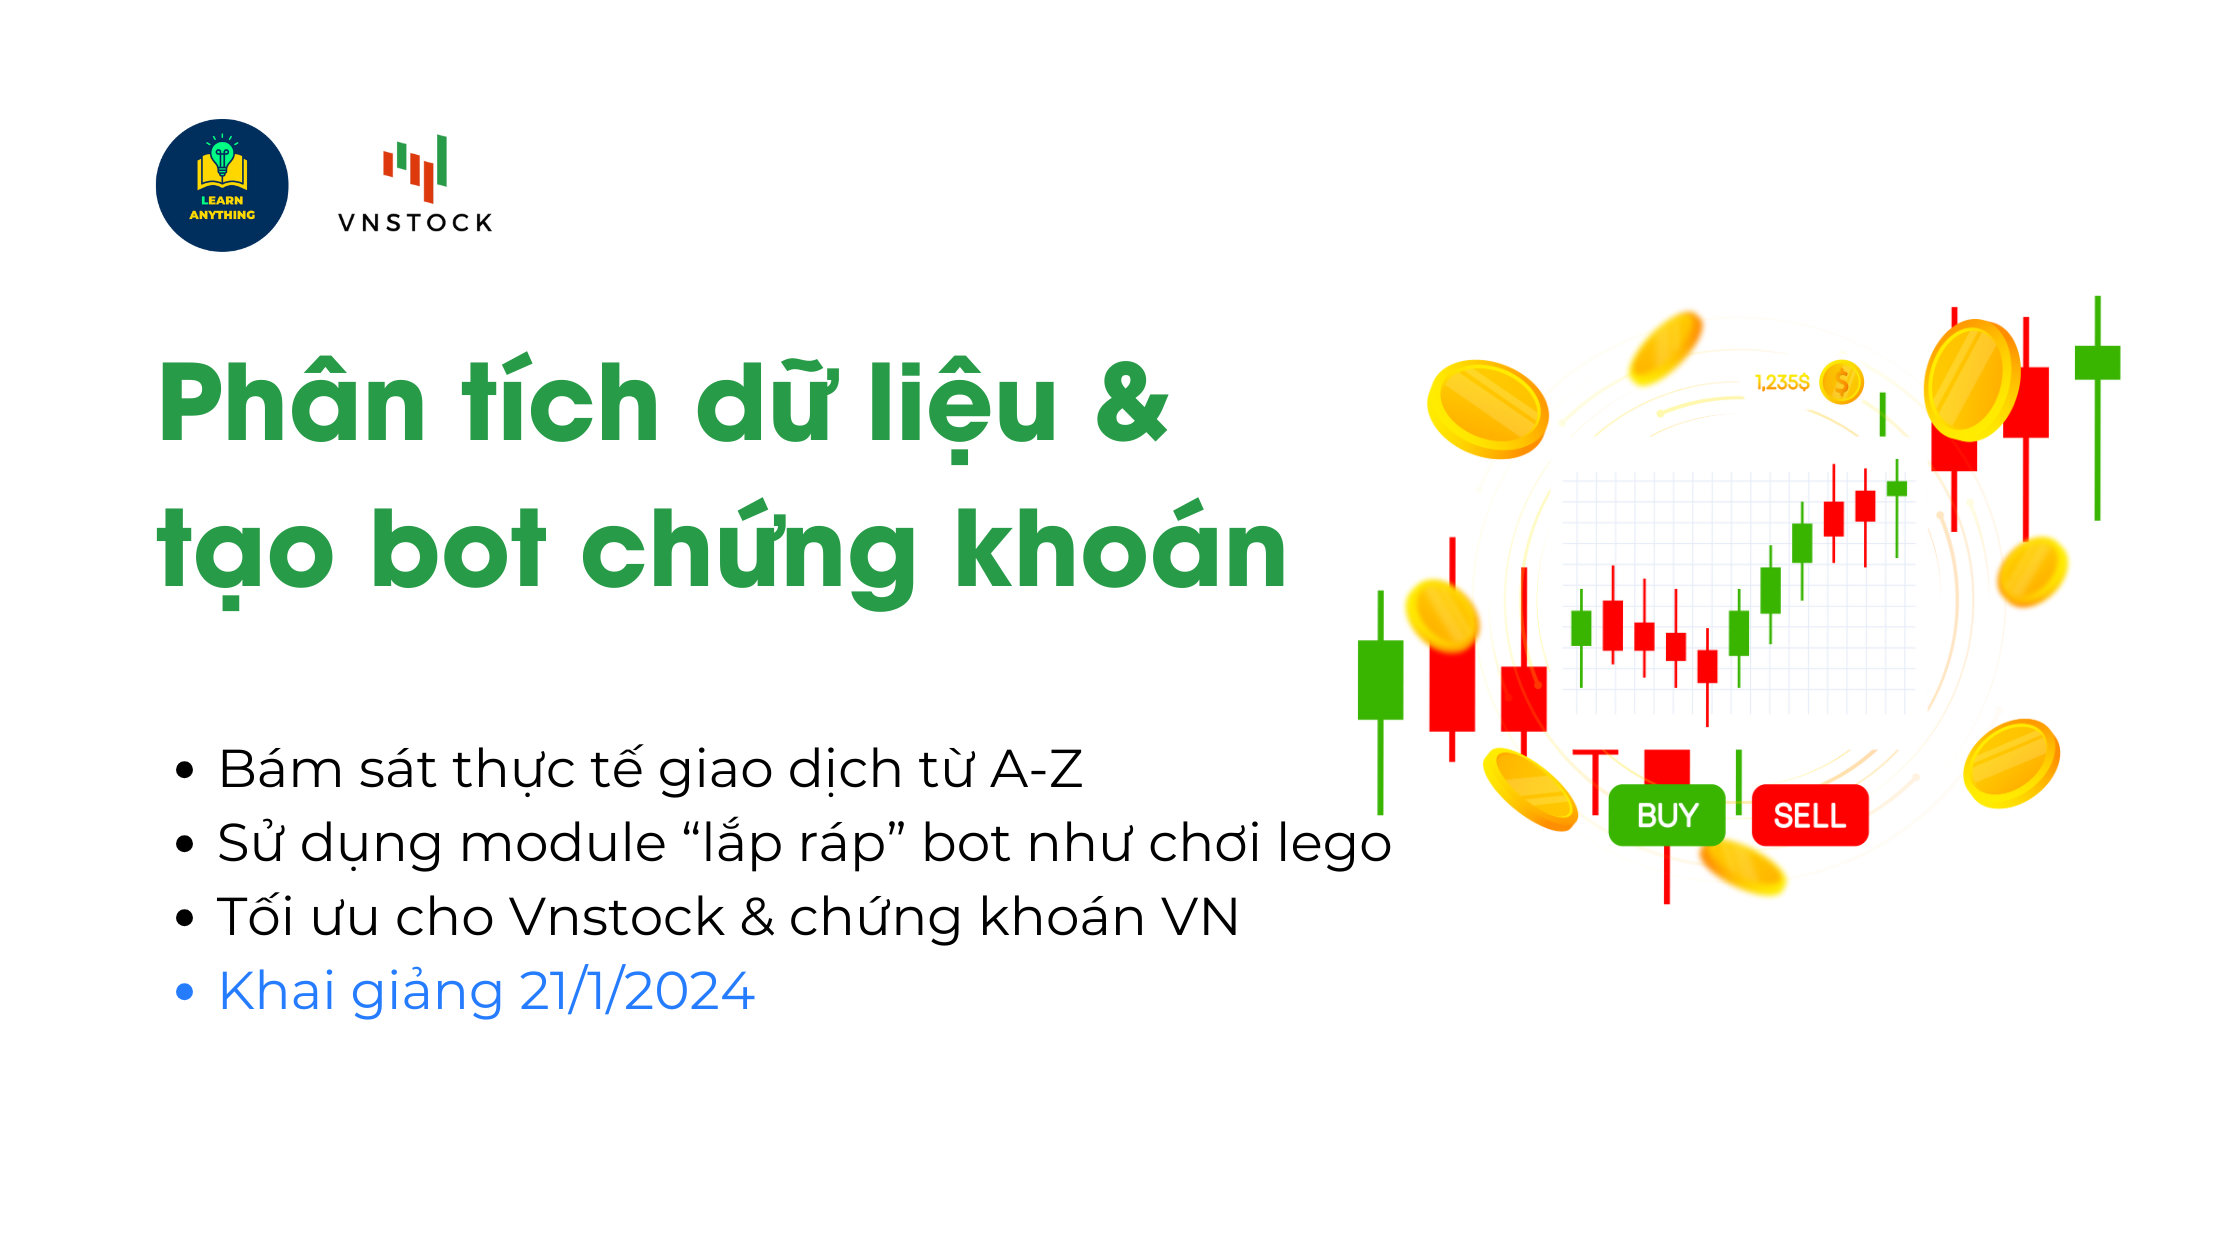 LEARN
ANYTHING
VNSTOCK
Phân tích dữ liệu &
tạo bot chứng khoán
1,235$
$
• Bám sát thực tế giao dịch từ A-Z
• Sử dụng module “lắp ráp” bot như chơi lego
• Tối ưu cho Vnstock & chứng khoán VN
• Khai giảng 21/1/2024
BUY
SELL